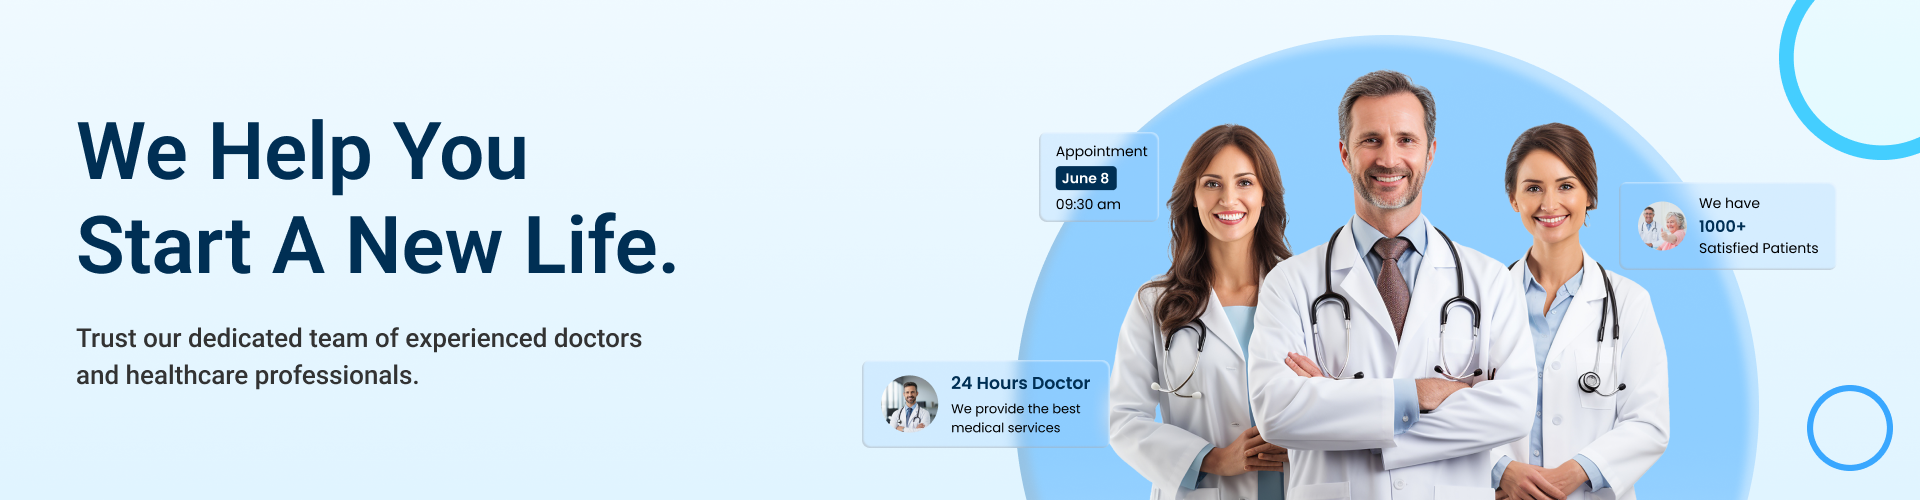 We Help You
Start A New Life.
Trust our dedicated team of experienced doctors
and healthcare professionals.
Appointment
June 8
09:30 am
We have
1000+
Satisfied Patients
24 Hours Doctor
We provide the best
medical services